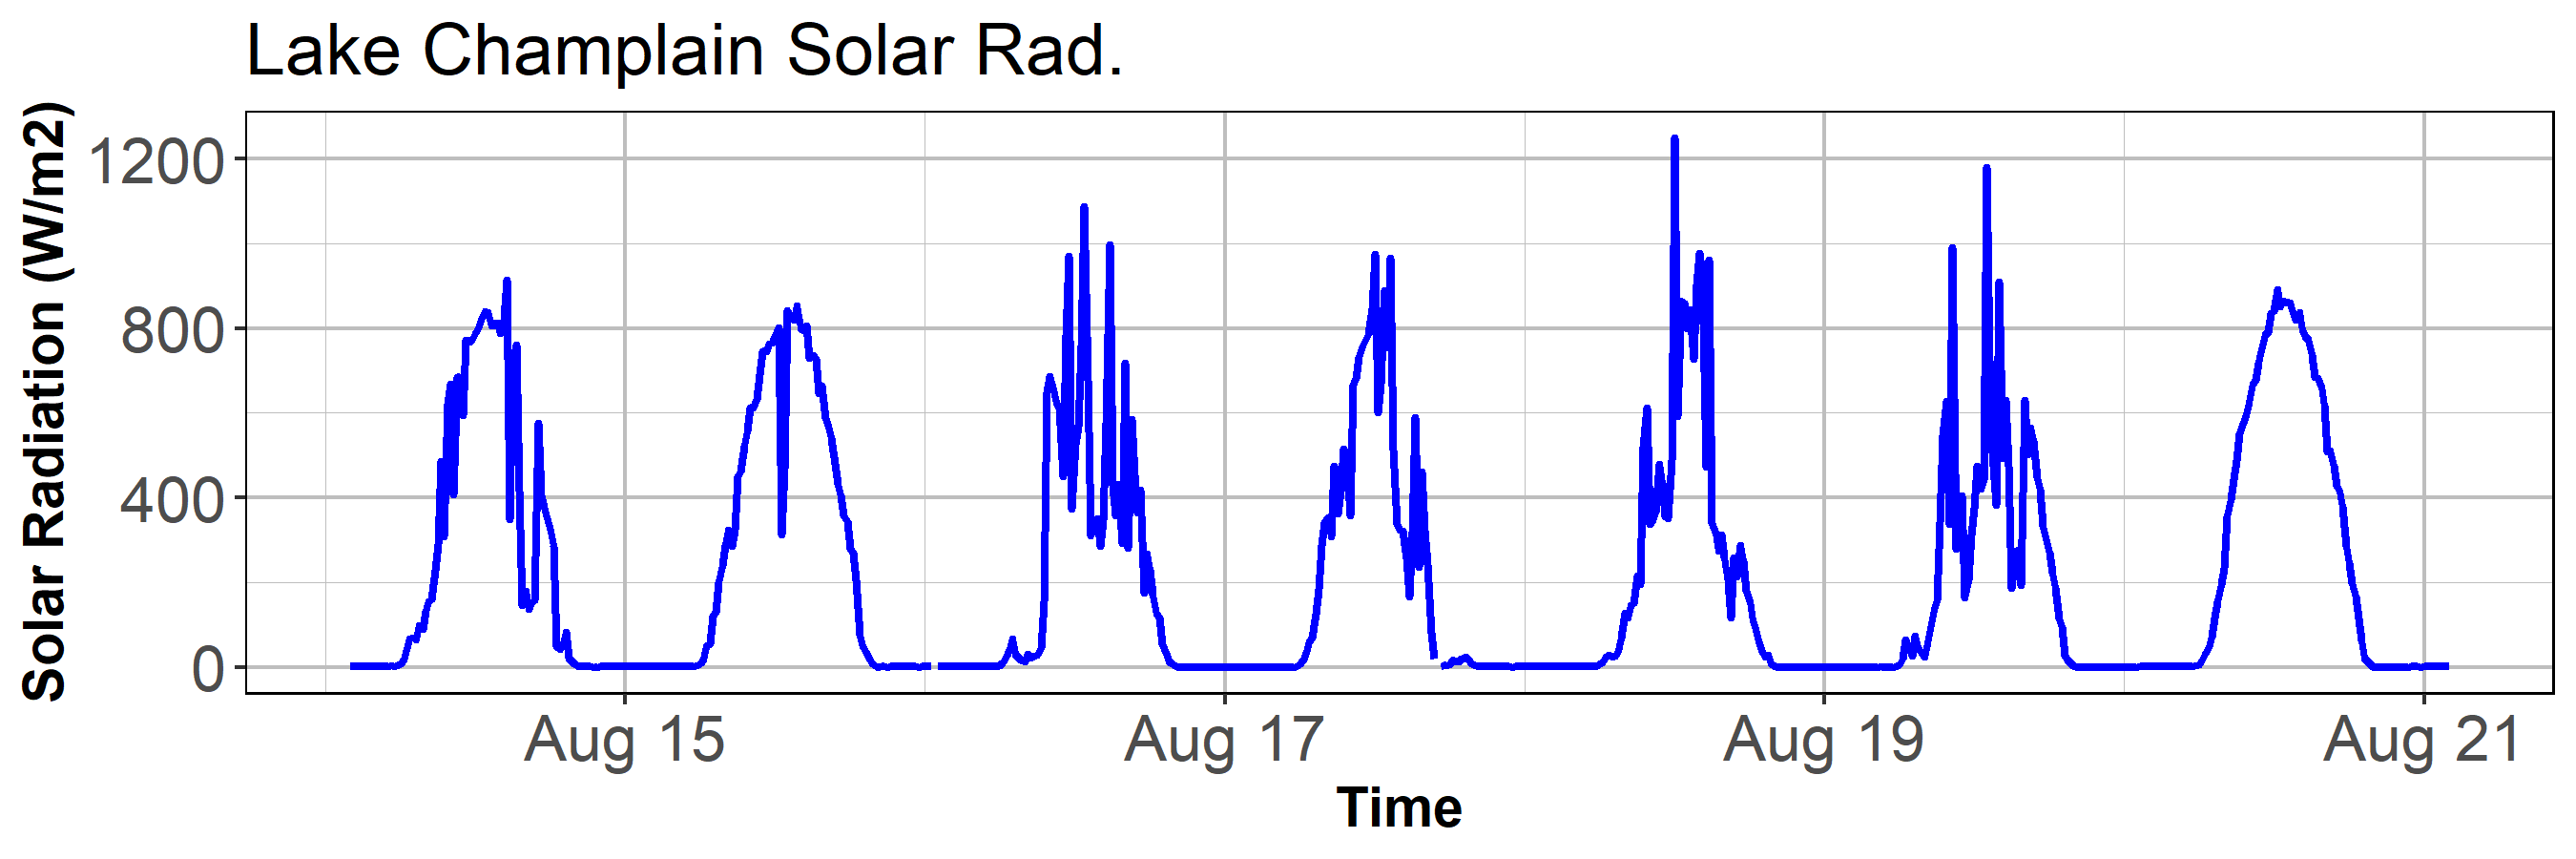 Lake Champlain Solar Rad.
Solar Radiation (W/m2)
1200
800
400
0
Aug 15
Aug 17
Aug 19
Aug 21
Time